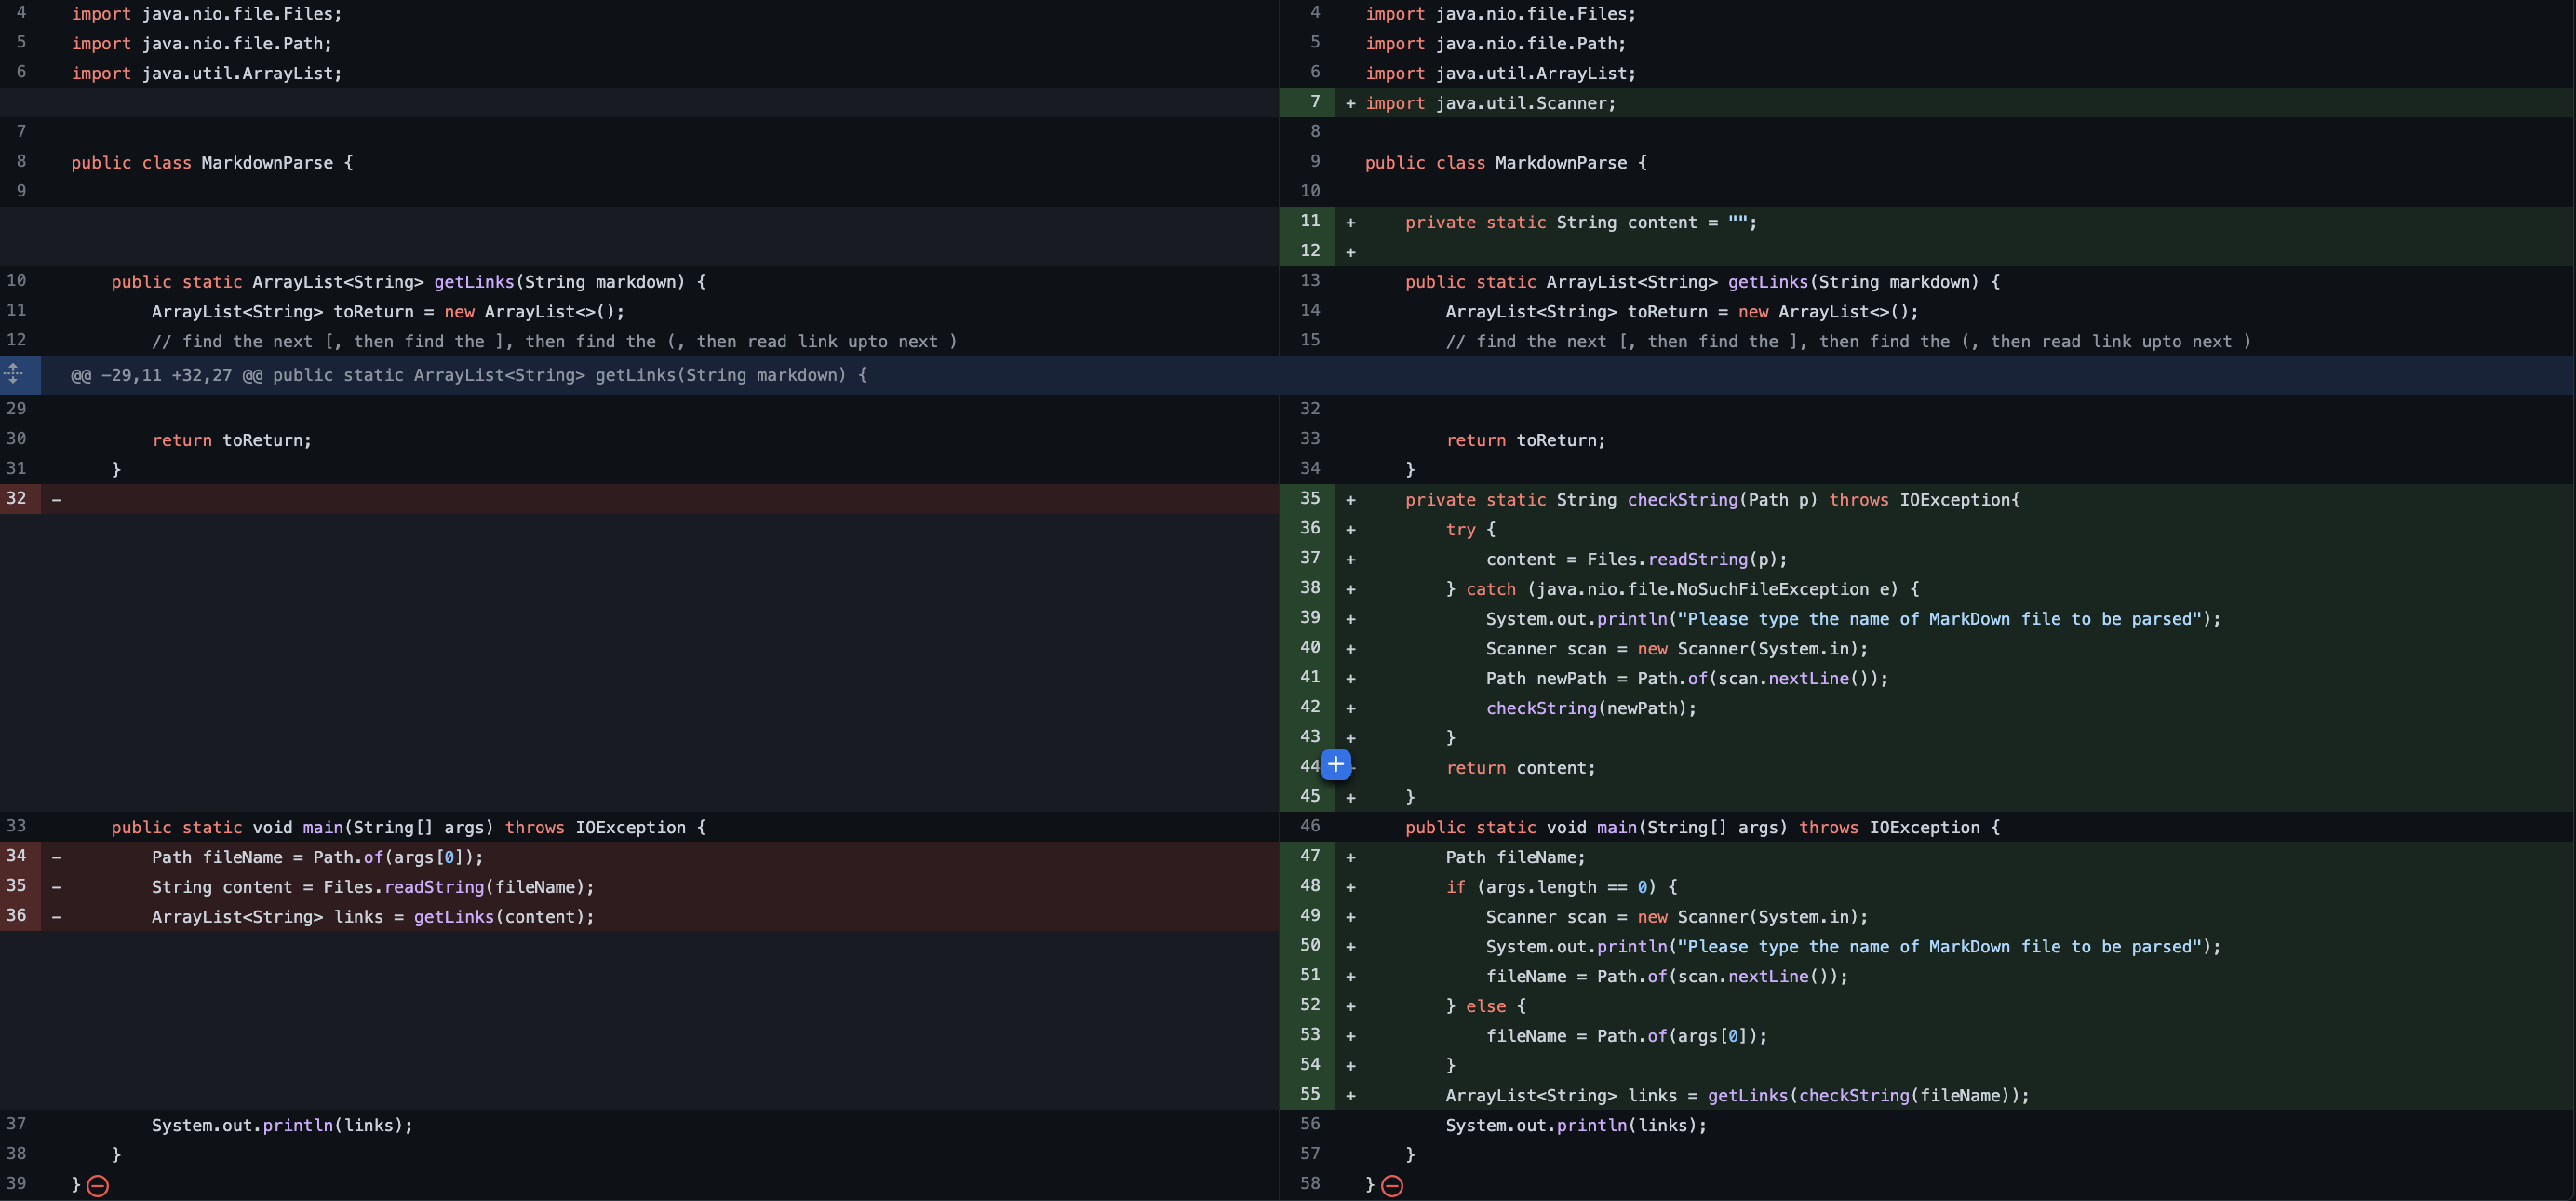 4 import java.nio.file.Files;
5 import java.nio.file.Path;
6 import java.util.ArrayList;
7
8 public class MarkdownParse {
9
10 public static ArrayList<String> getLinks(String markdown) {
11 ArrayList<String> toReturn = new ArrayList<>();
12 // find the next [, then find the ], then find the (, then read link upto next )
@@ -29,11 +32,27 @@ public static ArrayList<String> getLinks(String markdown) {
29
30 return toReturn;
31 }
32 -
33 public static void main(String[] args) throws IOException {
34 - Path fileName = Path.of(args[0]);
35 - String content = Files.readString(fileName);
36 - ArrayList<String> links = getLinks(content);
37 System.out.println(links);
38 }
39 }
4 import java.nio.file.Files;
5 import java.nio.file.Path;
6 import java.util.ArrayList;
7 + import java.util.Scanner;
8
9 public class MarkdownParse {
10
11 + private static String content = "";
12 +
13 public static ArrayList<String> getLinks(String markdown) {
14 ArrayList<String> toReturn = new ArrayList<>();
15 // find the next [, then find the ], then find the (, then read link upto next )
32
33 return toReturn;
34 }
35 + private static String checkString(Path p) throws IOException{
36 + try {
37 + content = Files.readString(p);
38 + } catch (java.nio.file.NoSuchFileException e) {
39 + System.out.println("Please type the name of MarkDown file to be parsed");
40 + Scanner scan = new Scanner(System.in);
41 + Path newPath = Path.of(scan.nextLine());
42 + checkString(newPath);
43 + }
44 + return content;
45 + }
46 public static void main(String[] args) throws IOException {
47 + Path fileName;
48 + if (args.length == 0) {
49 + Scanner scan = new Scanner(System.in);
50 + System.out.println("Please type the name of MarkDown file to be parsed");
51 + fileName = Path.of(scan.nextLine());
52 + } else {
53 + fileName = Path.of(args[0]);
54 + }
55 + ArrayList<String> links = getLinks(checkString(fileName));
56 System.out.println(links);
57 }
58 }